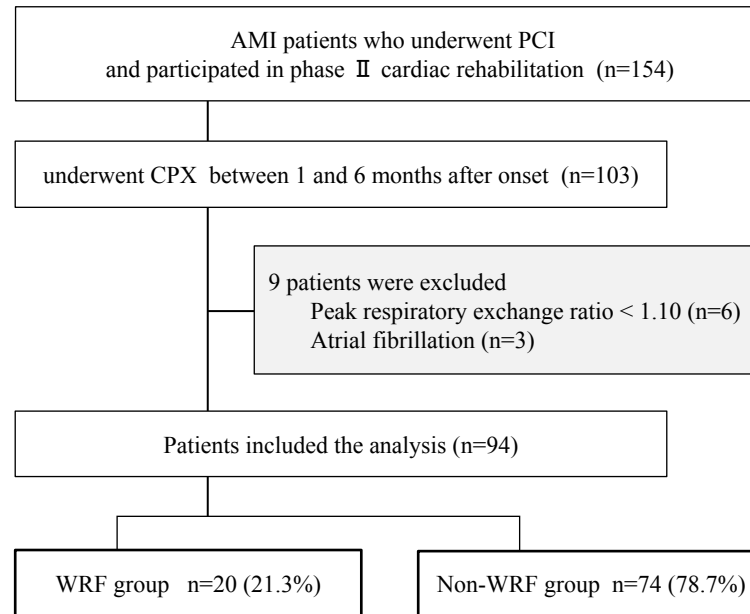 AMI patients who underwent PCI
and participated in phase Ⅱ cardiac rehabilitation (n=154)
underwent CPX between 1 and 6 months after onset (n=103)
9 patients were excluded
Peak respiratory exchange ratio < 1.10 (n=6)
Atrial fibrillation (n=3)
Patients included the analysis (n=94)
WRF group n=20 (21.3%)
Non-WRF group n=74 (78.7%)